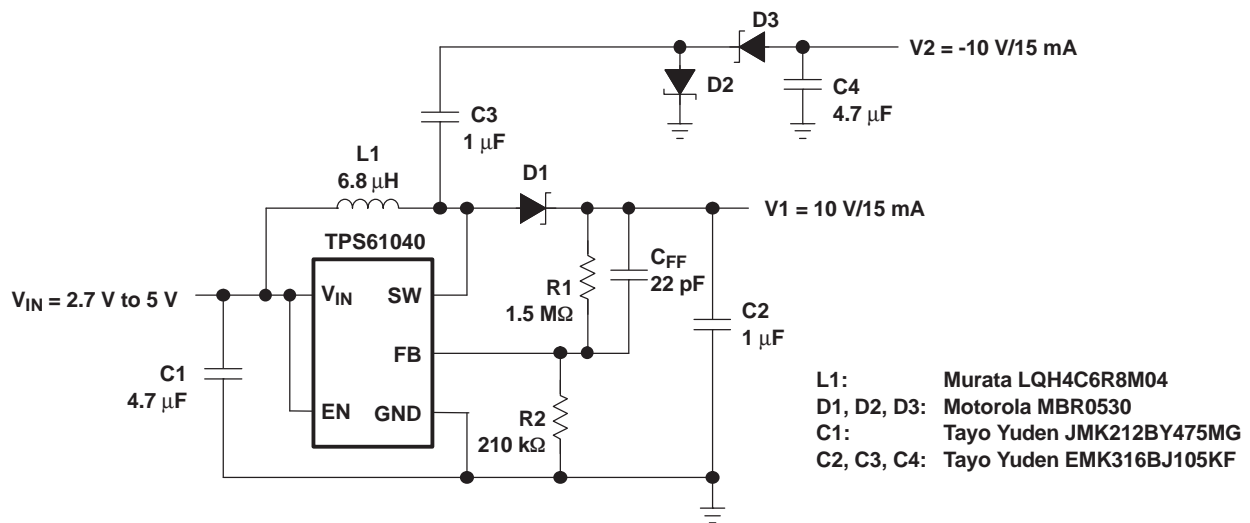 D3
V2 = -10 V/15 mA
D2
C4
4.7 μF
C3
1 μF
L1
6.8 μH
D1
V1 = 10 V/15 mA
TPS61040
VIN = 2.7 V to 5 V
VIN
SW
R1
1.5 MΩ
CFF
22 pF
C2
1 μF
FB
C1
4.7 μF
EN
GND
R2
210 kΩ
L1: Murata LQH4C6R8M04
D1, D2, D3: Motorola MBR0530
C1: Tayo Yuden JMK212BY475MG
C2, C3, C4: Tayo Yuden EMK316BJ105KF